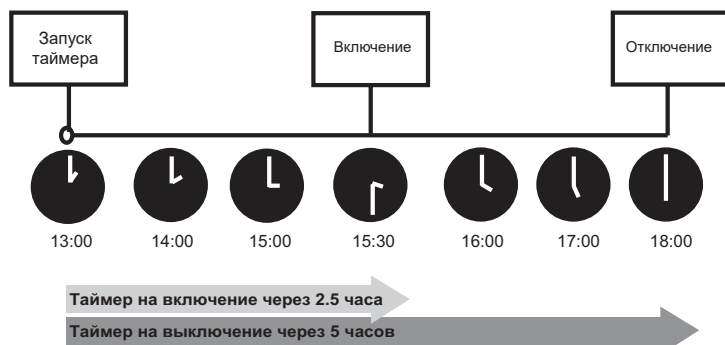 Запуск
таймера
Включение
Отключение
13:00 14:00 15:00 15:30 16:00 17:00 18:00
Таймер на включение через 2.5 часа
Таймер на выключение через 5 часов